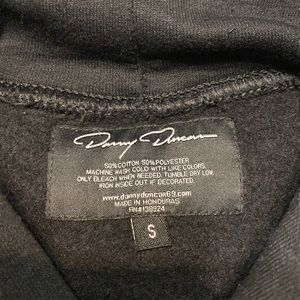 Danny Duncan
50%COTTON 50%POLYESTER
MACHINE WASH COLD WITH LIKE COLORS.
ONLY BLEACH WHEN NEEDED. TUMBLE DRY LOW.
IRON INSIDE OUT IF DECORATED.
www.dannyduncan69.com
MADE IN HONDURAS
RN#138924
S